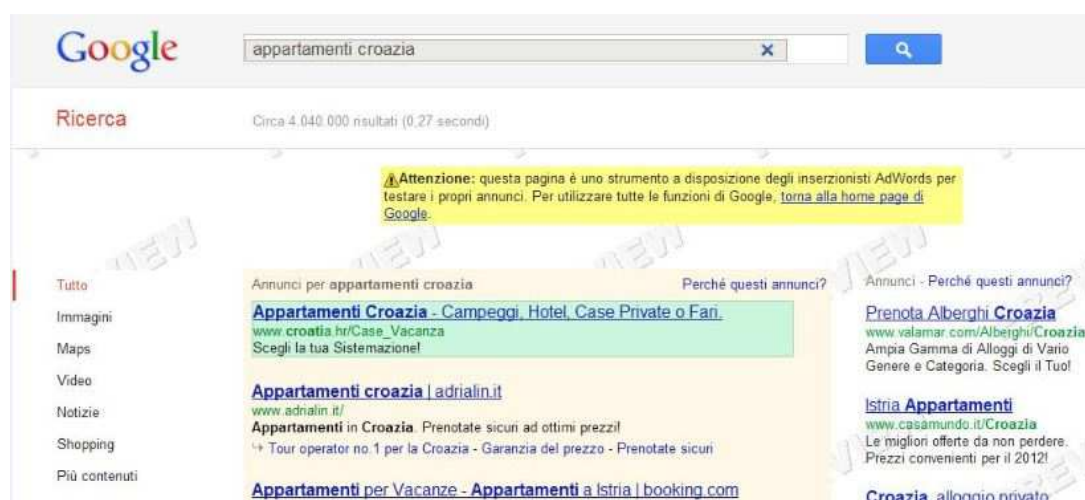 Google
appartamenti croazia
Ricerca
Circa 4.040.000 risultati (0,27 secondi)
Attenzione: questa pagina è uno strumento a disposizione degli inserzionisti AdWords per
testare i propri annunci. Per utilizzare tutte le funzioni di Google, torna alla home page di
Google.
Tutto
Immagini
Maps
Video
Notizie
Shopping
Più contenuti
Annunci per appartamenti croazia
Perché questi annunci?
Appartamenti Croazia - Campeggi, Hotel, Case Private o Fari.
www.croatia.hr/Case_Vacanza
Scegli la tua Sistemazione!
Appartamenti croazia | adrialin.it
www.adrialin.it/
Appartamenti in Croazia. Prenotate sicuri ad ottimi prezzi!
Tour operator no.1 per la Croazia - Garanzia del prezzo - Prenotate sicuri
Appartamenti per Vacanze - Appartamenti a Istria | booking.com
Annunci - Perché questi annunci?
Prenota Alberghi Croazia
www.valamar.com/Alberghi/Croazia
Ampia Gamma di Alloggi di Vario
Genere e Categoria. Scegli il Tuo!
Istria Appartamenti
www.casamundo.it/Croazia
Le migliori offerte da non perdere.
Prezzi convenienti per il 2012!
Croazia, alloggio privato